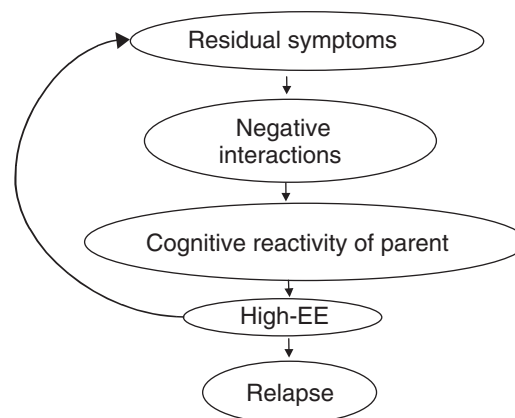 Residual symptoms
Negative
interactions
Cognitive reactivity of parent
High-EE
Relapse